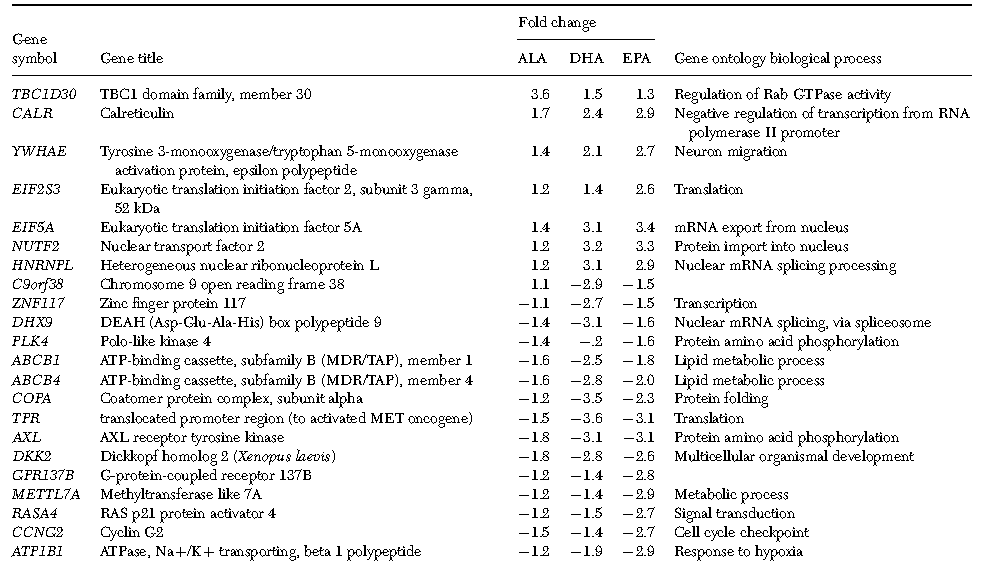 Fold change
Gene
symbol Gene title ALA DHA EPA Gene ontology biological process
TBC1D30 TBC1 domain family, member 30 3.6 1.5 1.3 Regulation of Rab GTPase activity
CALR Calreticulin 1.7 2.4 2.9 Negative regulation of transcription from RNA
polymerase II promoter
YWHAE Tyrosine 3-monooxygenase/tryptophan 5-monooxygenase 1.4 2.1 2.7 Neuron migration
activation protein, epsilon polypeptide
EIF2S3 Eukaryotic translation initiation factor 2, subunit 3 gamma, 1.2 1.4 2.6 Translation
52 kDa
EIF5A Eukaryotic translation initiation factor 5A 1.4 3.1 3.4 mRNA export from nucleus
NUTF2 Nuclear transport factor 2 1.2 3.2 3.3 Protein import into nucleus
HNRNPL Heterogeneous nuclear ribonucleoprotein L 1.2 3.1 2.9 Nuclear mRNA splicing processing
C9orf38 Chromosome 9 open reading frame 38 1.1 −2.9 −1.5
ZNF117 Zinc finger protein 117 −1.1 −2.7 −1.5 Transcription
DHX9 DEAH (Asp-Glu-Ala-His) box polypeptide 9 −1.4 −3.1 −1.6 Nuclear mRNA splicing, via spliceosome
PLK4 Polo-like kinase 4 −1.4 −.2 −1.6 Protein amino acid phosphorylation
ABCB1 ATP-binding cassette, subfamily B (MDR/TAP), member 1 −1.6 −2.5 −1.8 Lipid metabolic process
ABCB4 ATP-binding cassette, subfamily B (MDR/TAP), member 4 −1.6 −2.8 −2.0 Lipid metabolic process
COPA Coatomer protein complex, subunit alpha −1.2 −3.5 −2.3 Protein folding
TPR translocated promoter region (to activated MET oncogene) −1.5 −3.6 −3.1 Translation
AXL AXL receptor tyrosine kinase −1.8 −3.1 −3.1 Protein amino acid phosphorylation
DKK2 Dickkopf homolog 2 (Xenopus laevis) −1.8 −2.8 −2.6 Multicellular organismal development
GPR137B G-protein-coupled receptor 137B −1.2 −1.4 −2.8
METTL7A Methyltransferase like 7A −1.2 −1.4 −2.9 Metabolic process
RASA4 RAS p21 protein activator 4 −1.2 −1.5 −2.7 Signal transduction
CCNG2 Cyclin G2 −1.5 −1.4 −2.7 Cell cycle checkpoint
ATP1B1 ATPase, Na+/K+ transporting, beta 1 polypeptide −1.2 −1.9 −2.9 Response to hypoxia